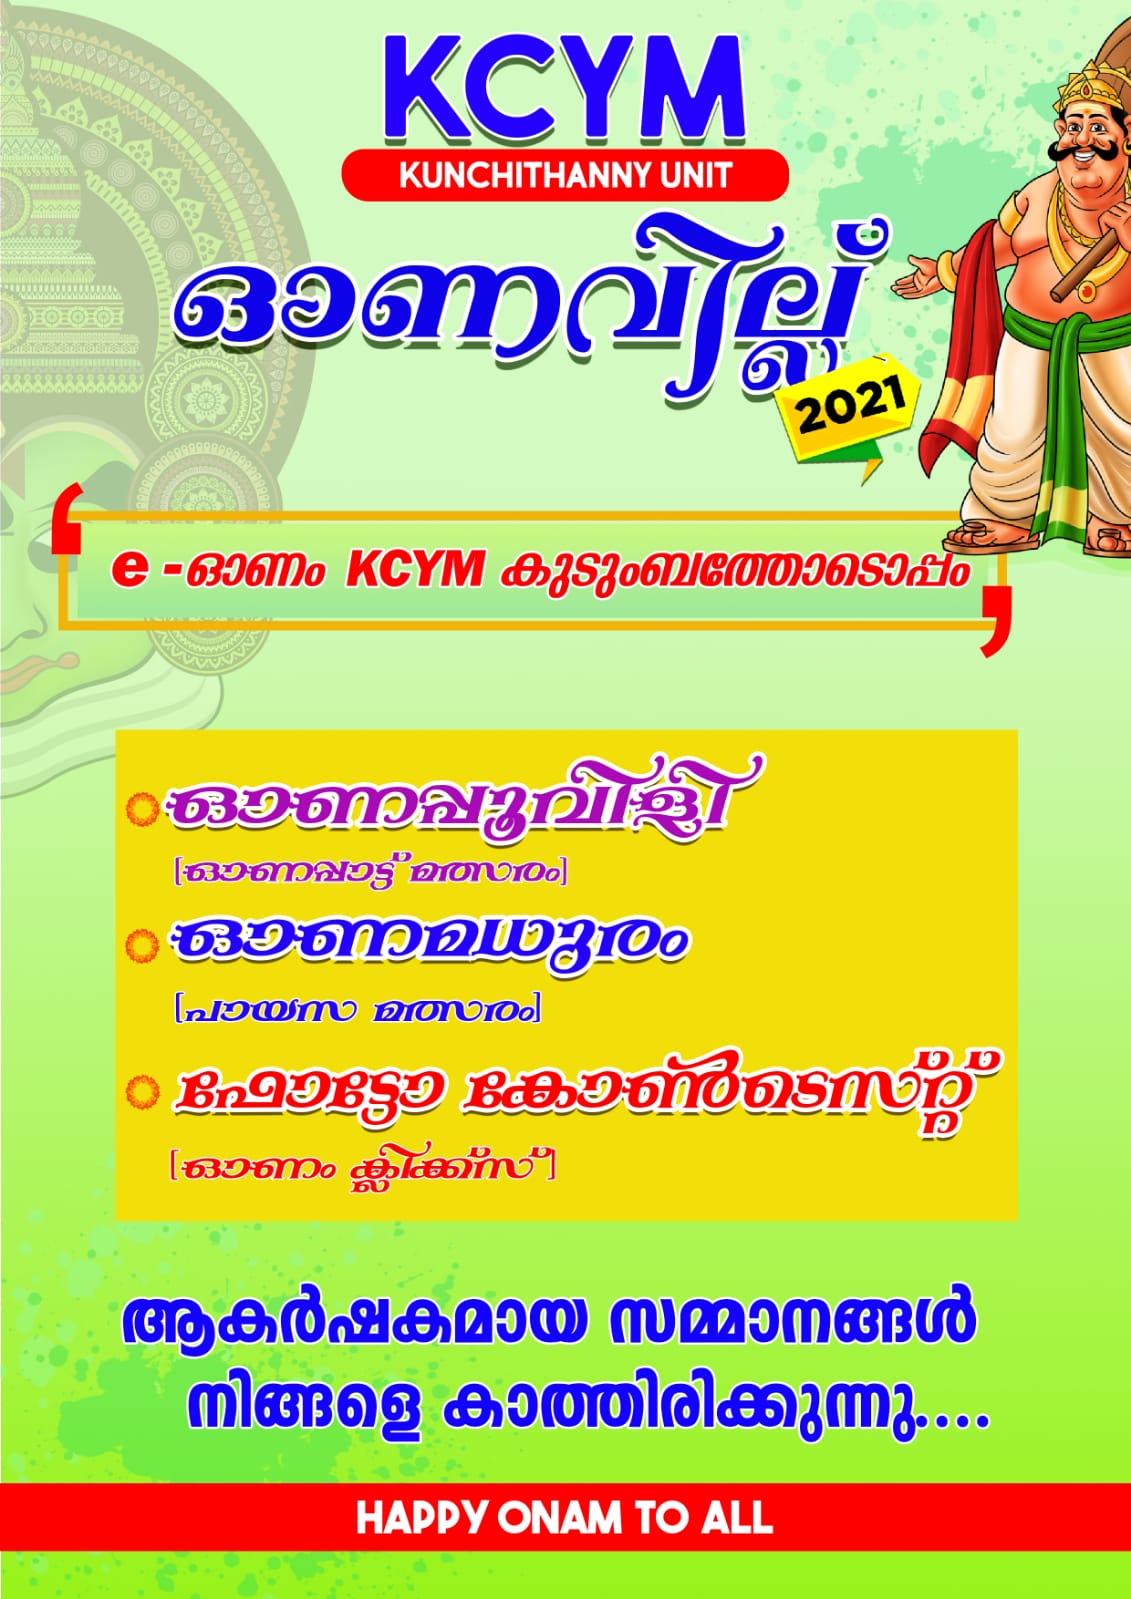 KCYM
KUNCHITHANNY UNIT
ഓണവില്ല്
2021
‘
e -ഓണം KCYM കുടുംബത്തോടൊപ്പം
’
ഓണപ്പൂവിളി
[ഓണപ്പാട്ട് മത്സരം]
ഓണമധുരം
[പായസ മത്സരം]
ഫോട്ടോ കോൺടെസ്റ്റ്
[ഓണം ക്ലിക്ക്സ്]
ആകർഷകമായ സമ്മാനങ്ങൾ
നിങ്ങളെ കാത്തിരിക്കുന്നു....
HAPPY ONAM TO ALL